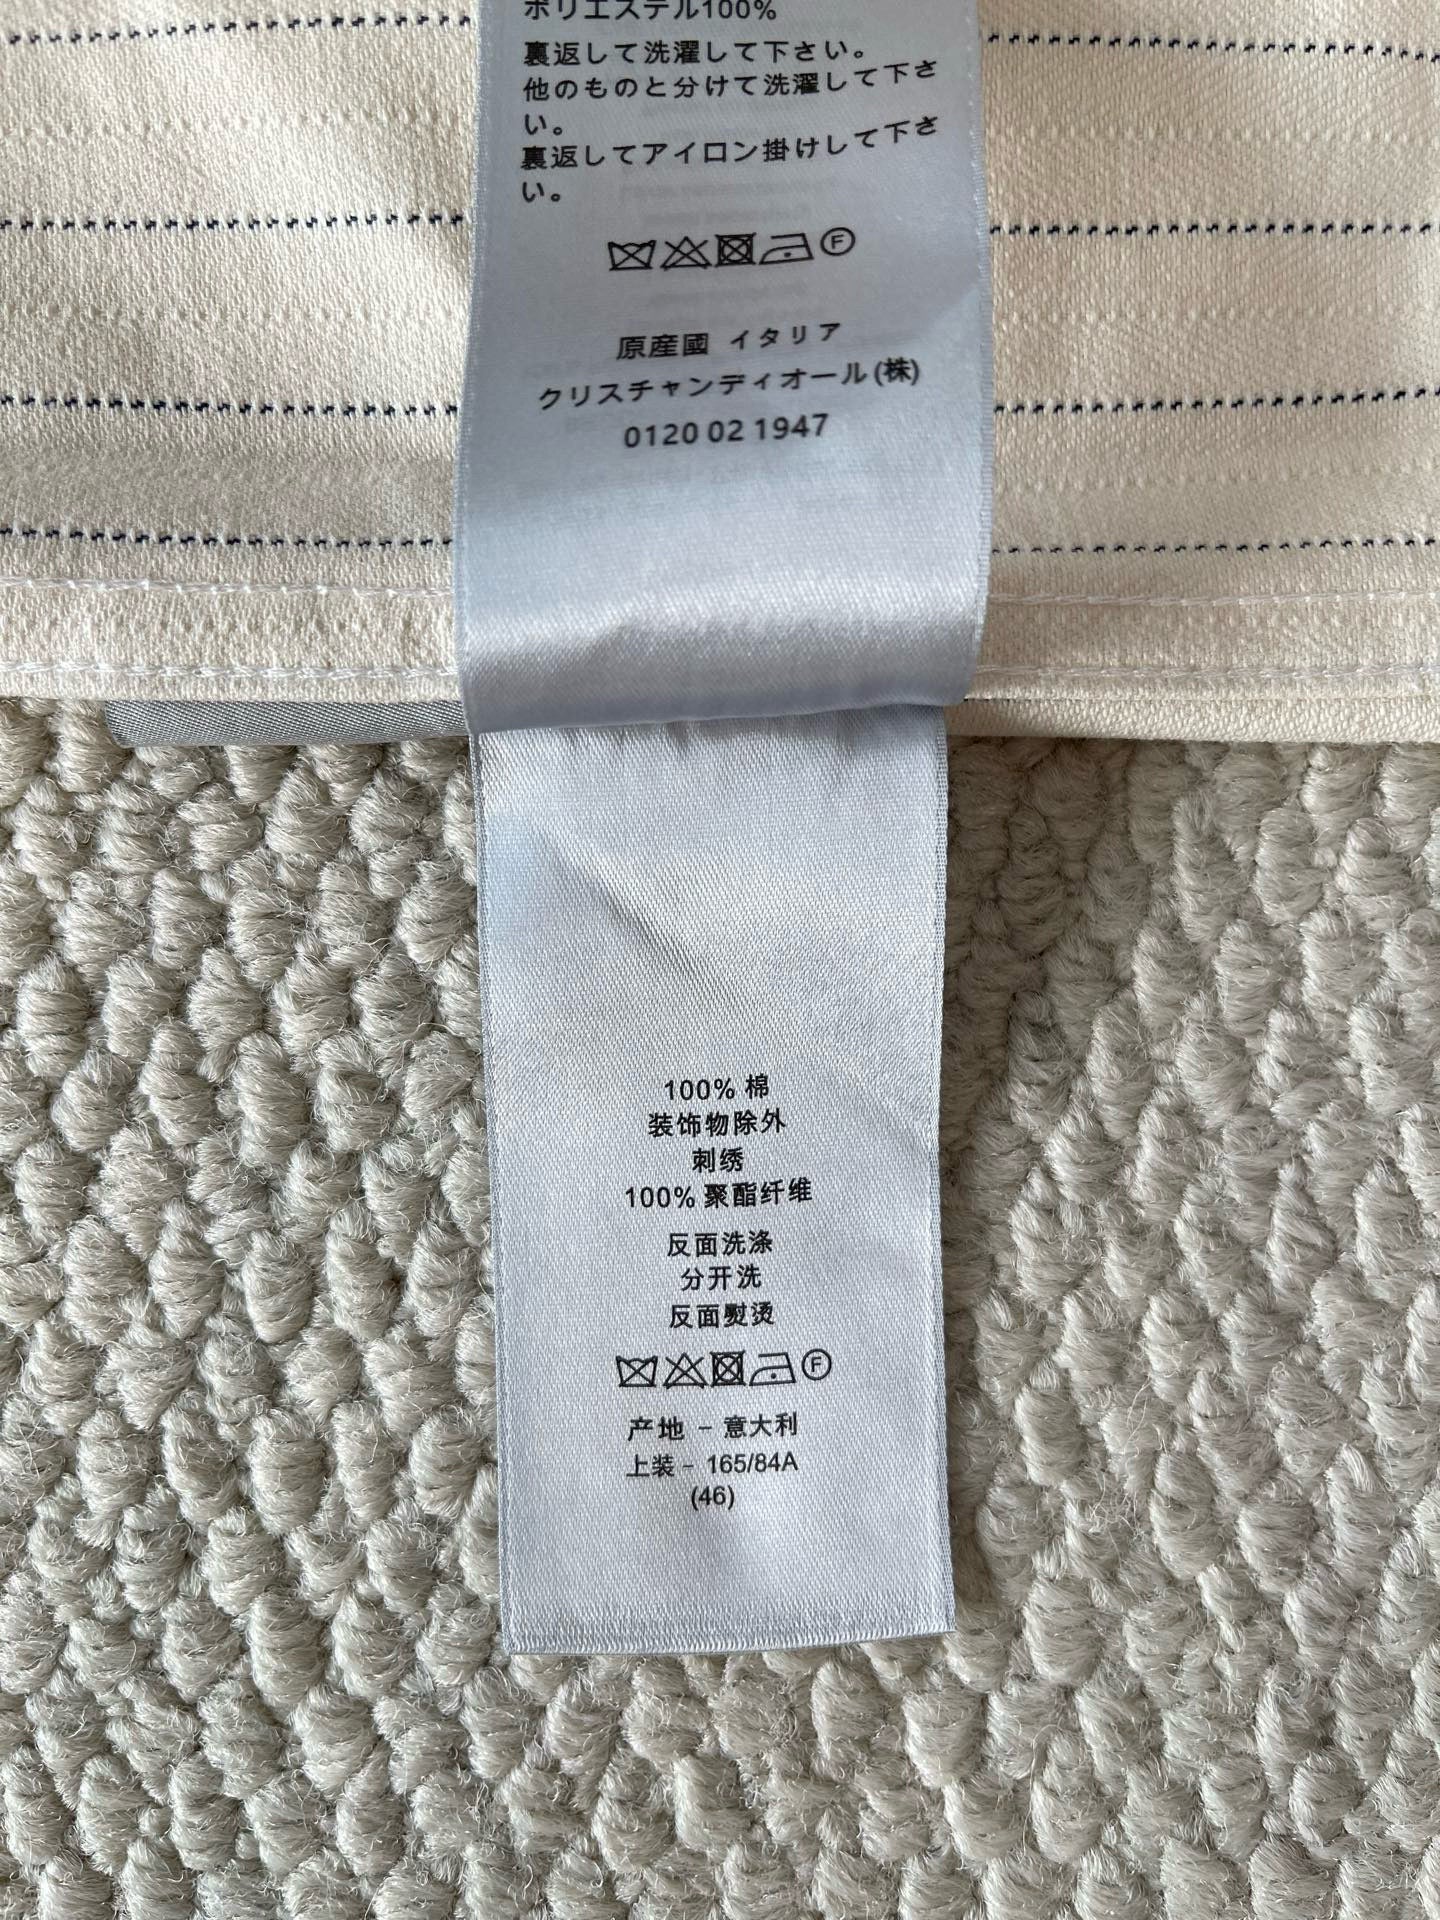 ポリエステル100%
裏返して洗濯して下さい。
他のものと分けて洗濯して下さ
い。
裏返してアイロン掛けして下さ
い。
F
原産國 イタリア
クリスチャンディオール(株)
0120 02 1947
100% 棉
装饰物除外
刺绣
100% 聚酯纤维
反面洗涤
分开洗
反面熨烫
F
产地 - 意大利
上装 - 165/84A
(46)